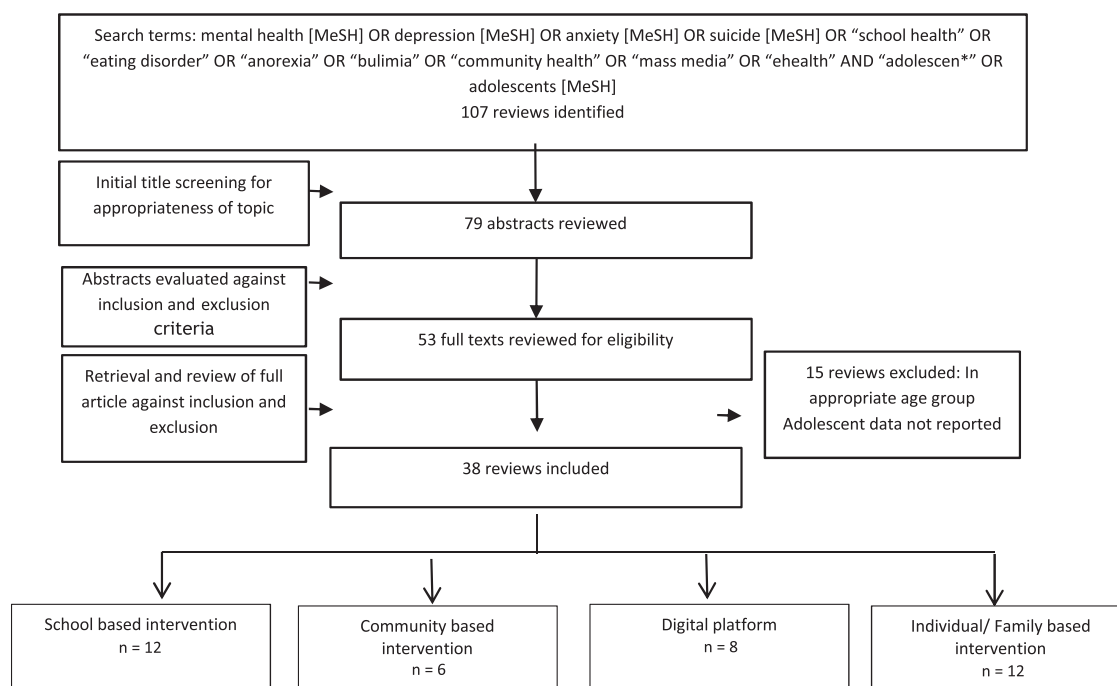 Search terms: mental health [MeSH] OR depression [MeSH] OR anxiety [MeSH] OR suicide [MeSH] OR “school health” OR
“eating disorder” OR “anorexia” OR “bulimia” OR “community health” OR “mass media” OR “ehealth” AND “adolescen*” OR
adolescents [MeSH]
107 reviews identified
Initial title screening for
appropriateness of topic
79 abstracts reviewed
Abstracts evaluated against
inclusion and exclusion
criteria
53 full texts reviewed for eligibility
Retrieval and review of full
article against inclusion and
exclusion
15 reviews excluded: In
appropriate age group
Adolescent data not reported
38 reviews included
School based intervention
n = 12
Community based
intervention
n = 6
Digital platform
n = 8
Individual/ Family based
intervention
n = 12